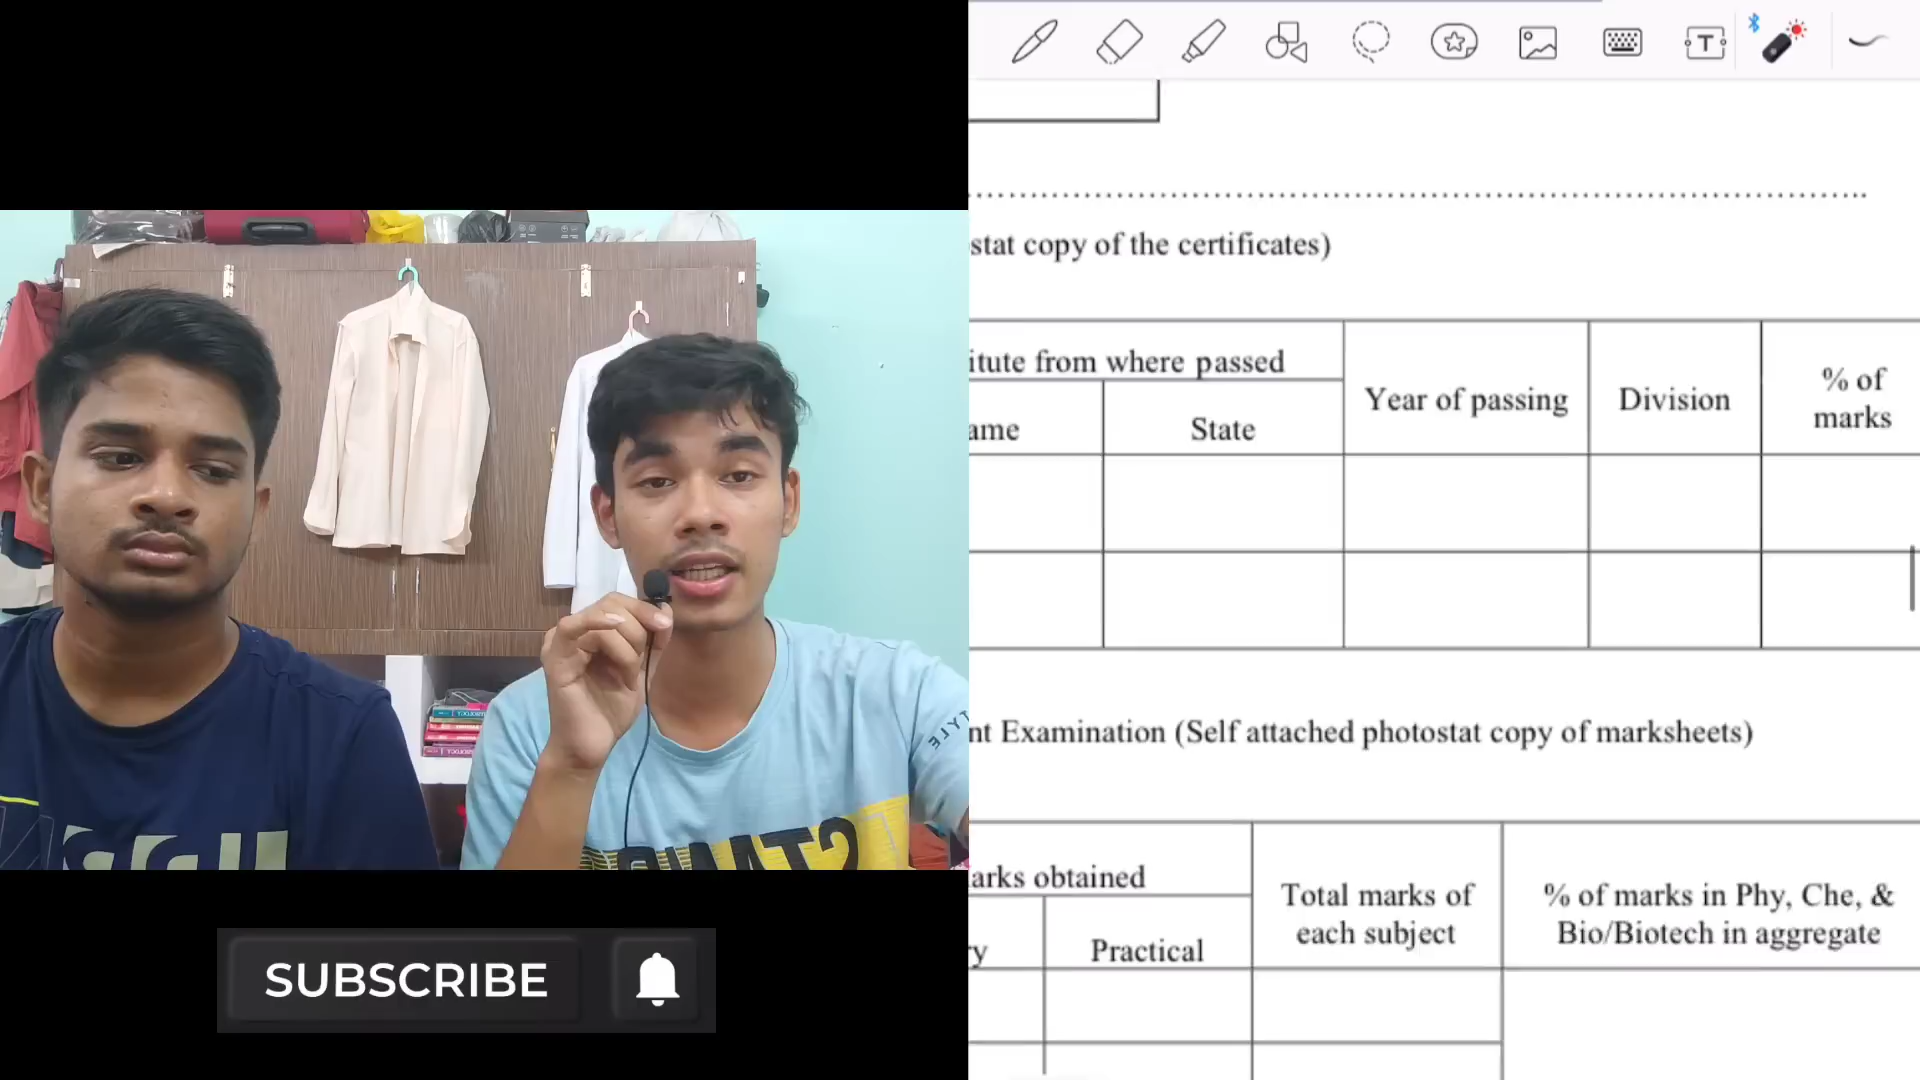 T
stat copy of the certificates)
itute from where passed
Year of passing
Division
% of
marks
ame
State
nt Examination (Self attached photostat copy of marksheets)
arks obtained
Total marks of
each subject
% of marks in Phy, Che, &
Bio/Biotech in aggregate
ry
Practical
SUBSCRIBE